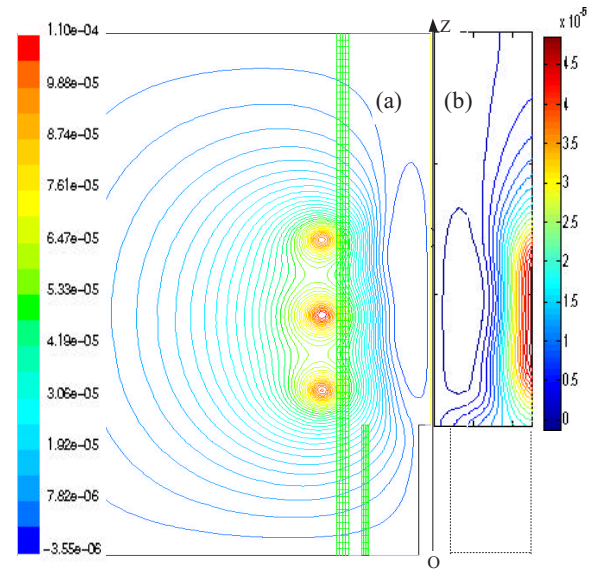 1.10e-04
9.88e-05
8.74e-05
7.61e-05
6.47e-05
5.33e-05
4.19e-05
3.06e-05
1.92e-05
7.82e-06
-3.55e-06
Z
(a)
(b)
O
x 10⁻⁵
4.5
4
3.5
3
2.5
2
1.5
1
0.5
0